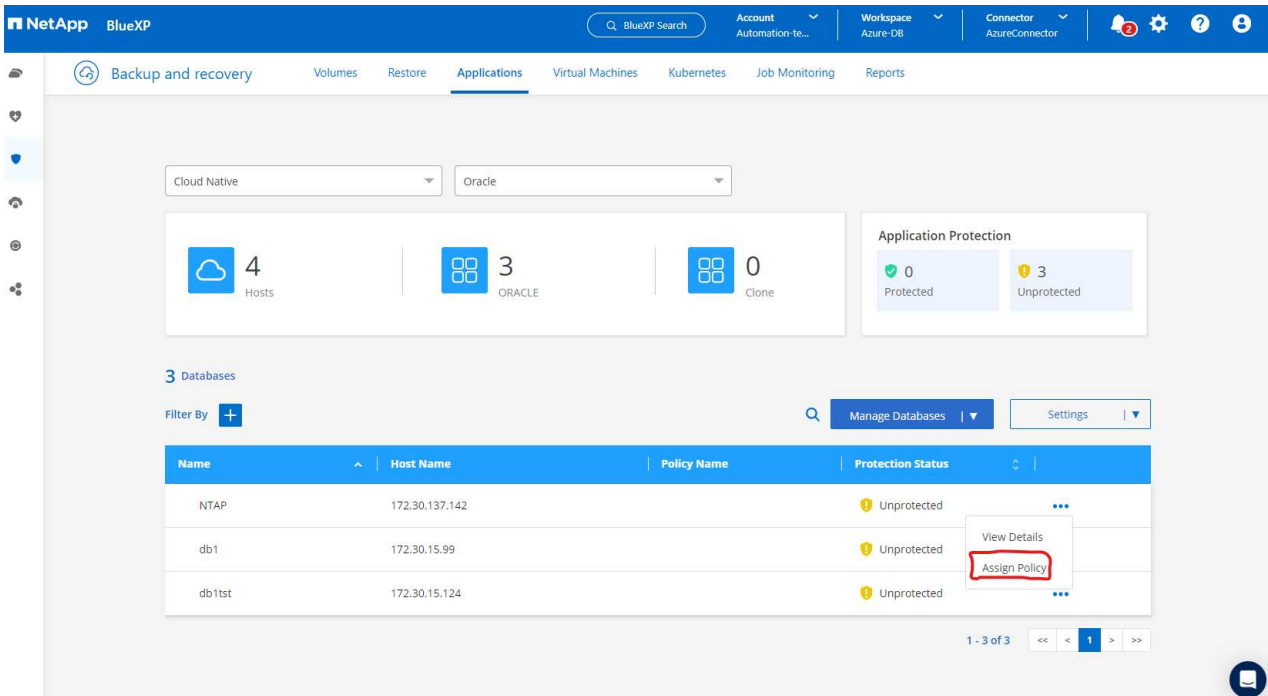 NetApp BlueXP BlueXP Search Account Workspace Connector 2
Automation-te... Azure-DB AzureConnector
Backup and recovery Volumes Restore Applications Virtual Machines Kubernetes Job Monitoring Reports
Cloud Native Oracle
Application Protection
4 3 0
Hosts ORACLE Clone
0 3
Protected Unprotected
3 Databases
Filter By + Manage Databases Settings
Name Host Name Policy Name Protection Status
NTAP 172.30.137.142 Unprotected
View Details
db1 172.30.15.99 Unprotected
Assign Policy
db1tst 172.30.15.124 Unprotected
1 - 3 of 3 << < 1 > >>